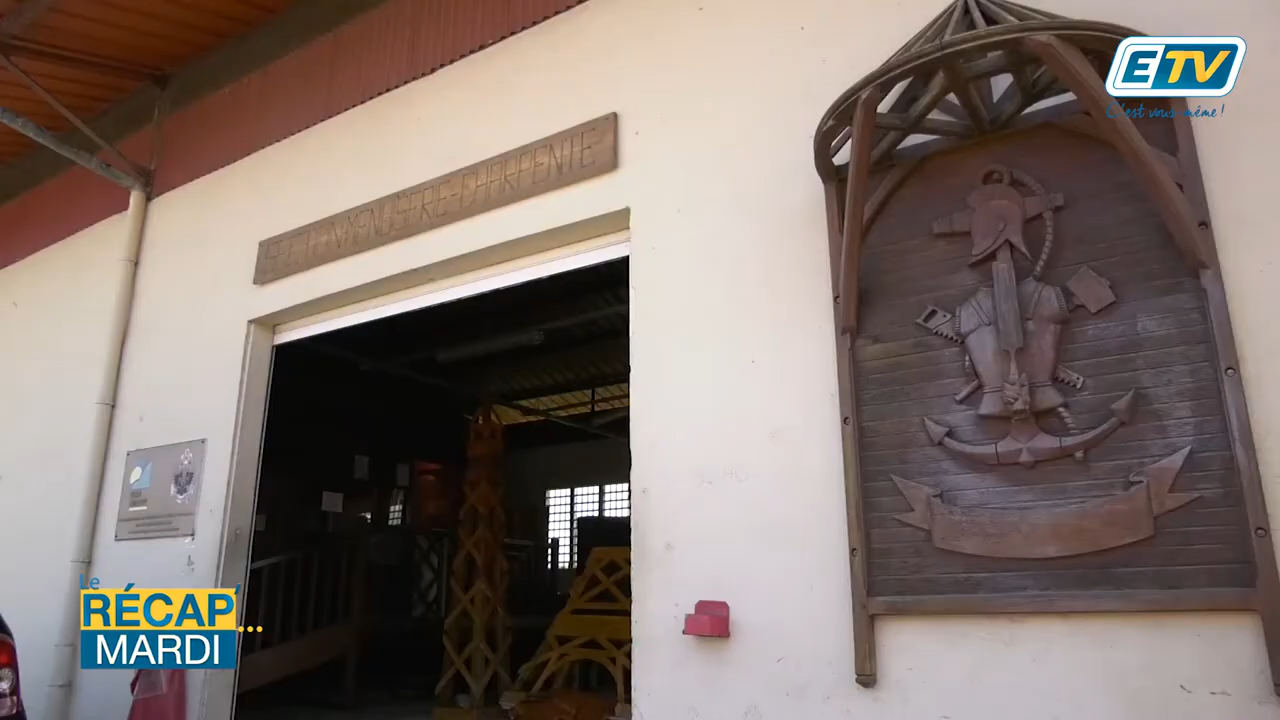 ETV
C'est vous même !
SECTION MENUISERIE-CHARPENTE
Le
RÉCAP'...
MARDI